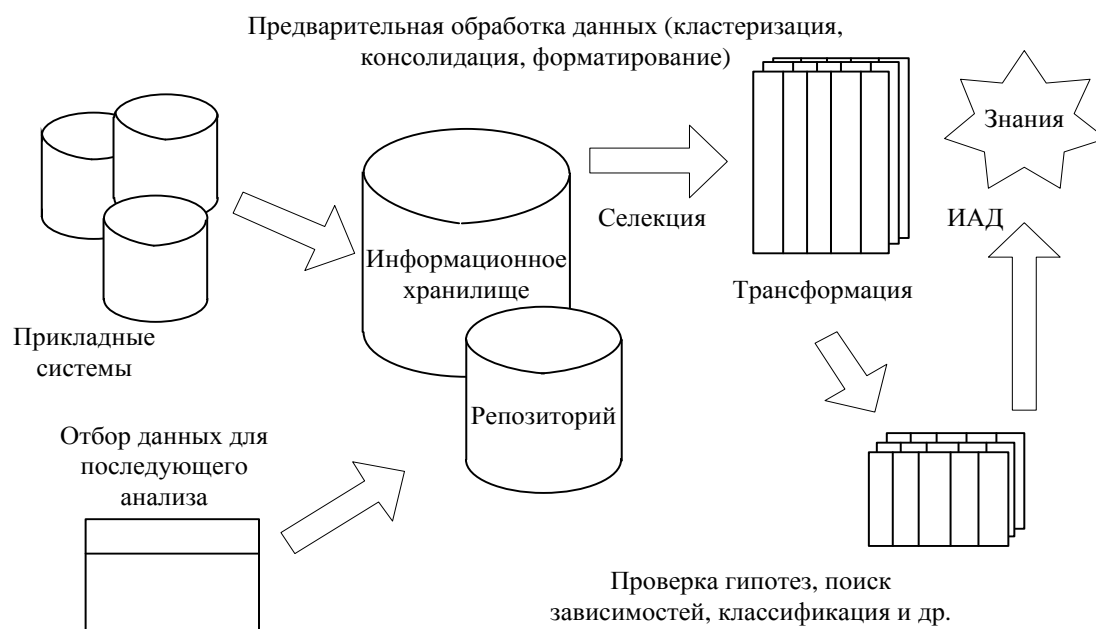 Предварительная обработка данных (кластеризация,
консолидация, форматирование)
Знания
Селекция
ИАД
Информационное
хранилище
Трансформация
Прикладные
системы
Репозиторий
Отбор данных для
последующего
анализа
Проверка гипотез, поиск
зависимостей, классификация и др.